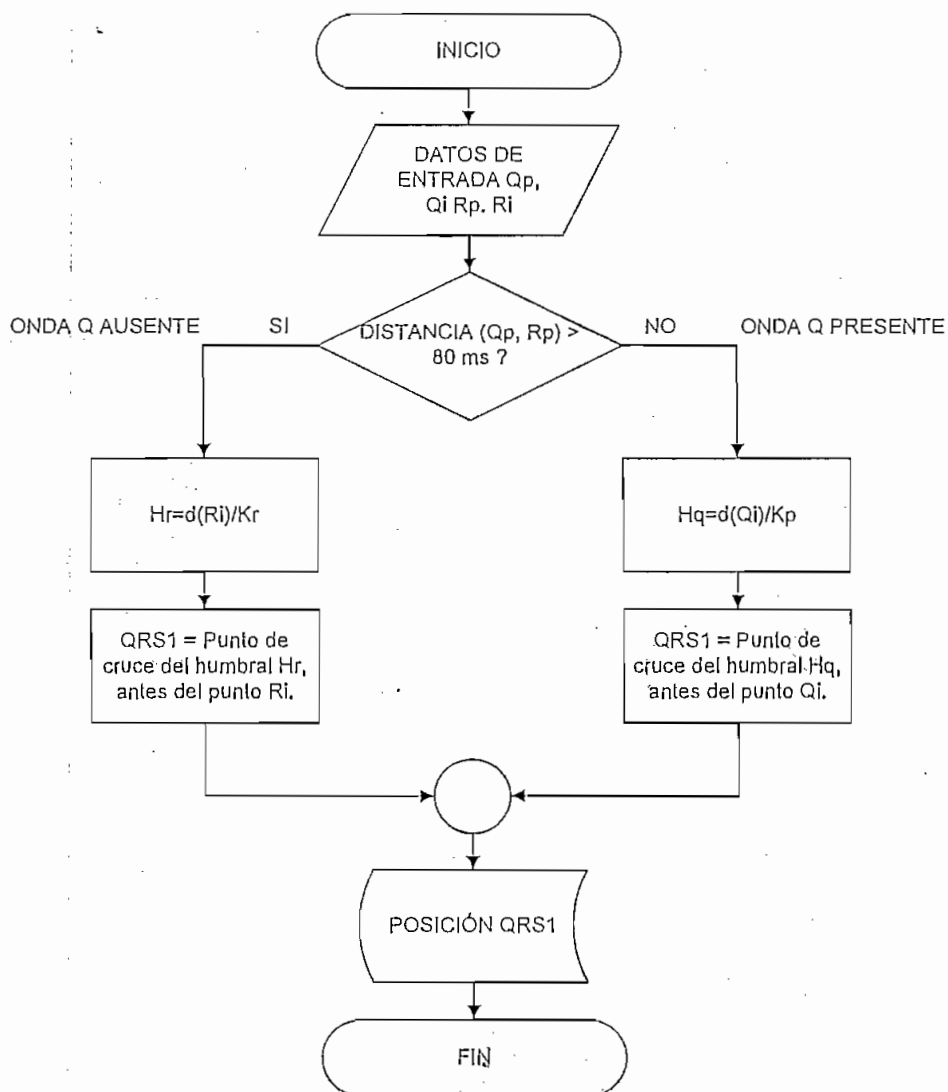 INICIO
DATOS DE
ENTRADA Qp,
Qi Rp. Ri
ONDA Q AUSENTE
SI
DISTANCIA (Qp, Rp) >
80 ms ?
NO
ONDA Q PRESENTE
Hr=d(Ri)/Kr
Hq=d(Qi)/Kp
QRS1 = Punto de
cruce del humbral Hr,
antes del punto Ri.
QRS1 = Punto de
cruce del humbral Hq,
antes del punto Qi.
POSICIÓN QRS1
FIN